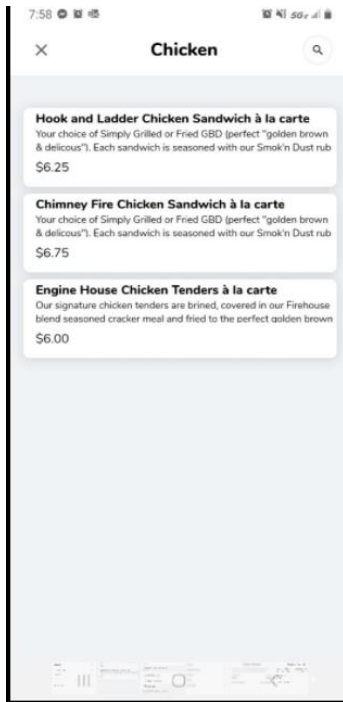 7:58
5G
Chicken
Hook and Ladder Chicken Sandwich à la carte
Your choice of Simply Grilled or Fried GBD (perfect "golden brown
& delicous"). Each sandwich is seasoned with our Smok'n Dust rub
$6.25
Chimney Fire Chicken Sandwich à la carte
Your choice of Simply Grilled or Fried GBD (perfect "golden brown
& delicous"). Each sandwich is seasoned with our Smok'n Dust rub
$6.75
Engine House Chicken Tenders à la carte
Our signature chicken tenders are brined, covered in our Firehouse
blend seasoned cracker meal and fried to the perfect golden brown
$6.00